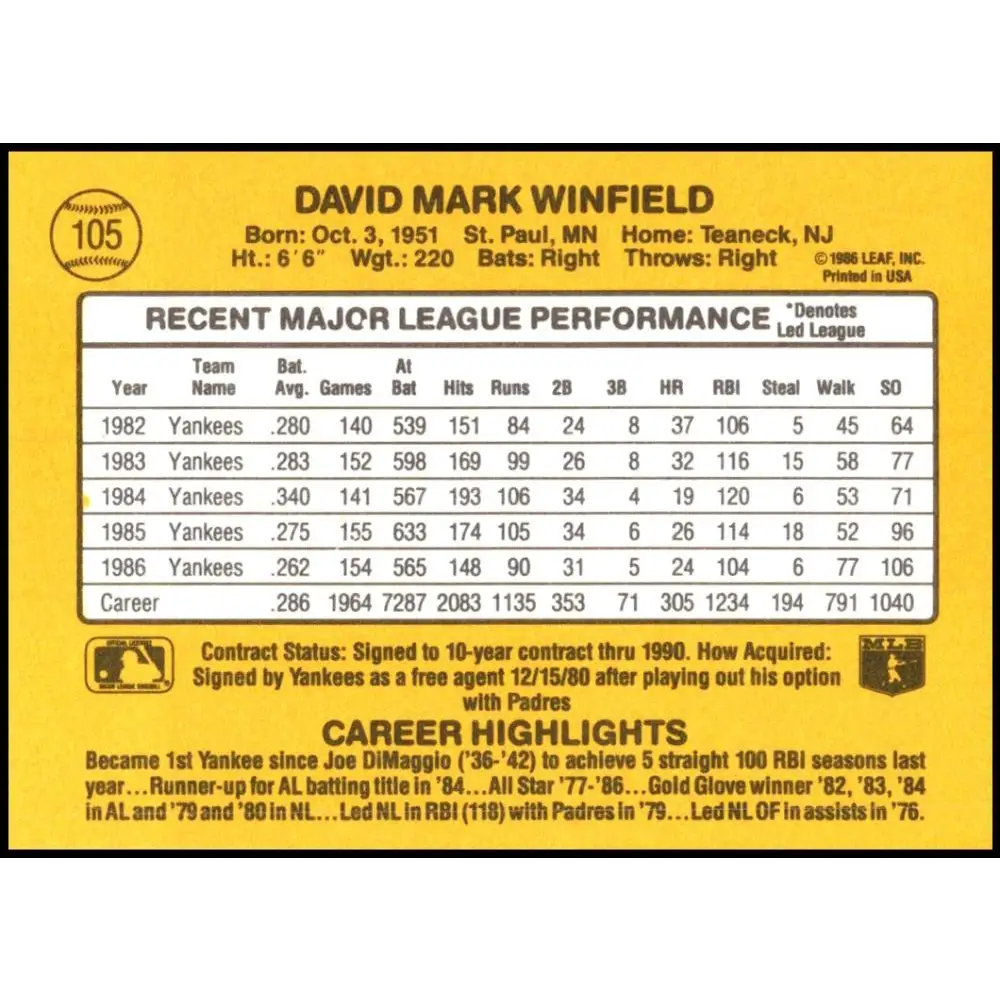 DAVID MARK WINFIELD
105
Born: Oct. 3, 1951 St. Paul, MN Home: Teaneck, NJ
Ht.: 6'6" Wgt.: 220 Bats: Right Throws: Right
©1986 LEAF, INC.
Printed in USA
RECENT MAJOR LEAGUE PERFORMANCE *Denotes Led League
Year Team Name Bat. Avg. Games At Bat Hits Runs 2B 3B HR RBI Steal Walk SO
1982 Yankees .280 140 539 151 84 24 8 37 106 5 45 64
1983 Yankees .283 152 598 169 99 26 8 32 116 15 58 77
1984 Yankees .340 141 567 193 106 34 4 19 120 6 53 71
1985 Yankees .275 155 633 174 105 34 6 26 114 18 52 96
1986 Yankees .262 154 565 148 90 31 5 24 104 6 77 106
Career .286 1964 7287 2083 1135 353 71 305 1234 194 791 1040
Contract Status: Signed to 10-year contract thru 1990. How Acquired:
Signed by Yankees as a free agent 12/15/80 after playing out his option
with Padres
MLB
CAREER HIGHLIGHTS
Became 1st Yankee since Joe DiMaggio ('36-'42) to achieve 5 straight 100 RBI seasons last
year...Runner-up for AL batting title in '84...All Star '77-'86...Gold Glove winner '82, '83, '84
in AL and '79 and '80 in NL...Led NL in RBI (118) with Padres in '79...Led NL OF in assists in '76.